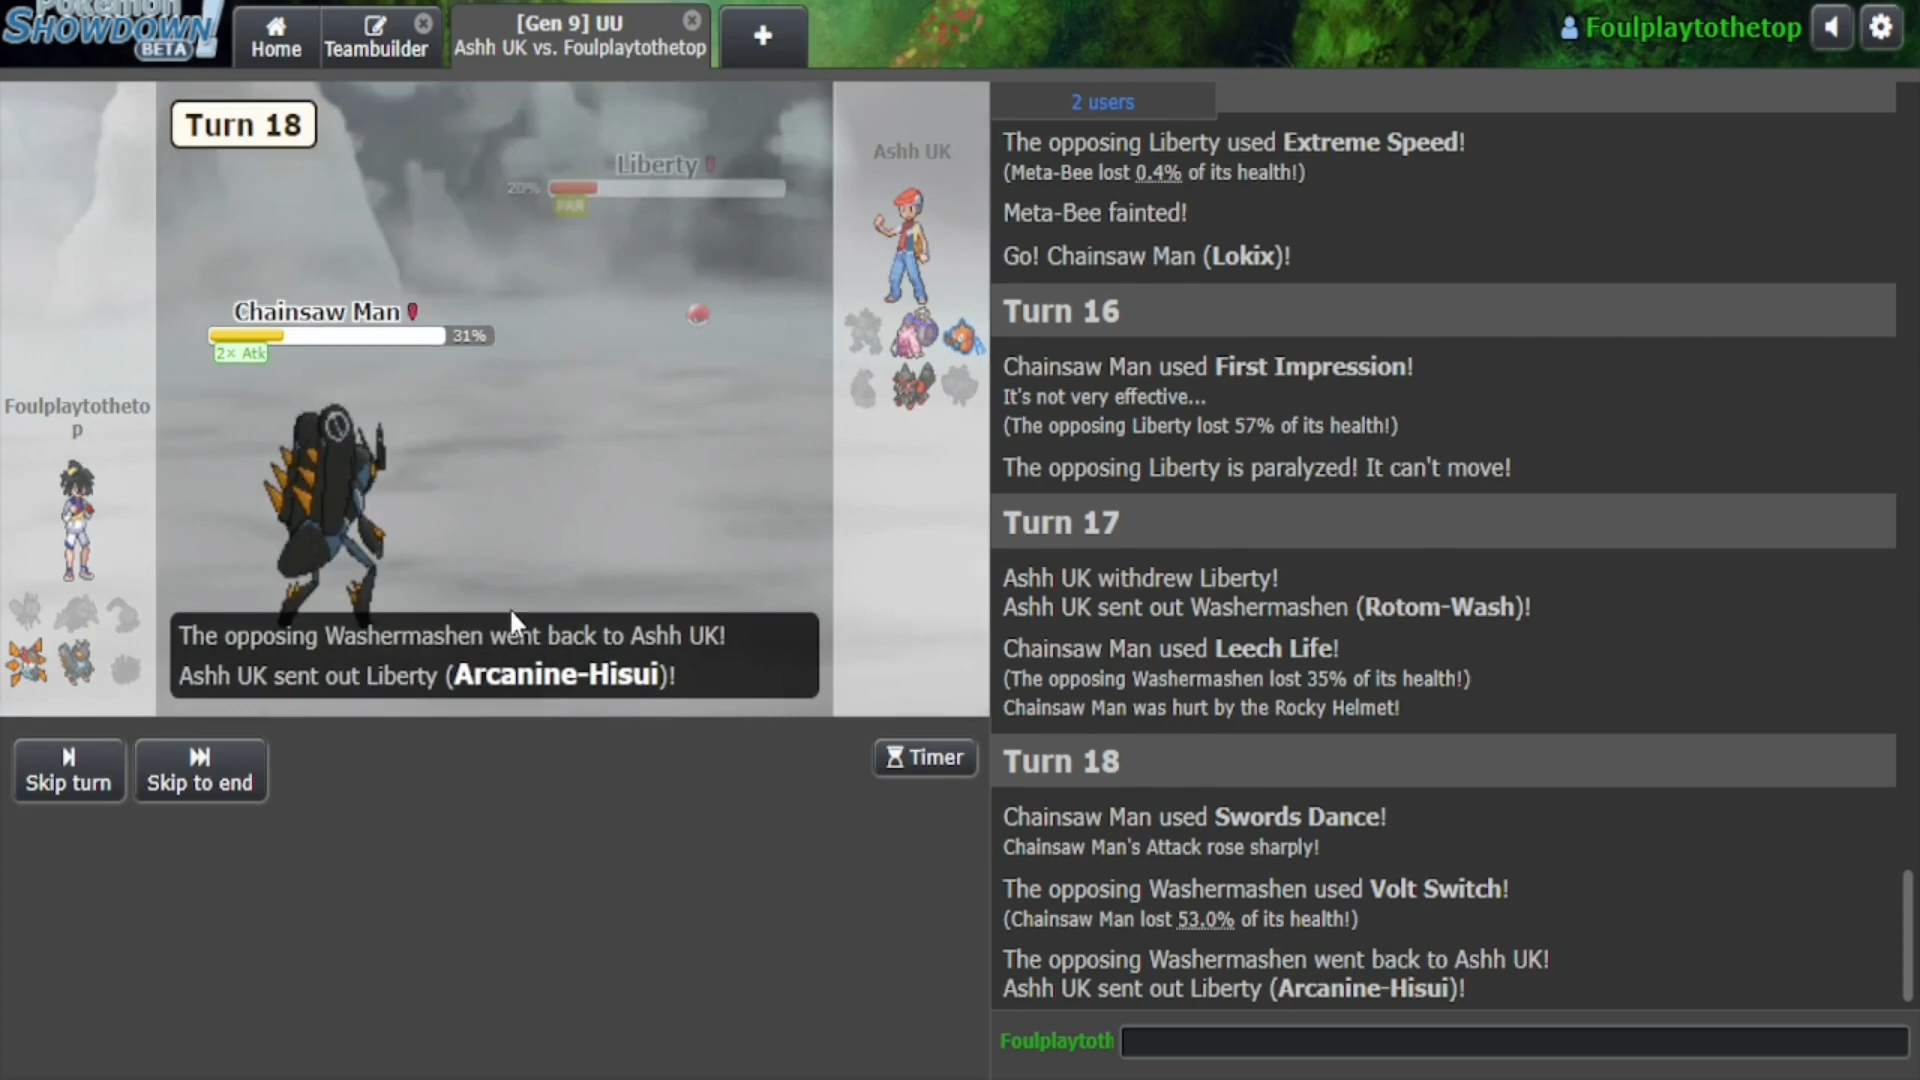 Pokémon
SHOWDOWN!
BETA
Home
Teambuilder
[Gen 9] UU
Ashh UK vs. Foulplaytothetop
Foulplaytothetop
Turn 18
Liberty
20%
PAR
Chainsaw Man
31%
2× Atk
Ashh UK
Foulplaytotheto
p
The opposing Washermashen went back to Ashh UK!
Ashh UK sent out Liberty (Arcanine-Hisui)!
Skip turn
Skip to end
Timer
2 users
The opposing Liberty used Extreme Speed!
(Meta-Bee lost 0.4% of its health!)
Meta-Bee fainted!
Go! Chainsaw Man (Lokix)!
Turn 16
Chainsaw Man used First Impression!
It's not very effective...
(The opposing Liberty lost 57% of its health!)
The opposing Liberty is paralyzed! It can't move!
Turn 17
Ashh UK withdrew Liberty!
Ashh UK sent out Washermashen (Rotom-Wash)!
Chainsaw Man used Leech Life!
(The opposing Washermashen lost 35% of its health!)
Chainsaw Man was hurt by the Rocky Helmet!
Turn 18
Chainsaw Man used Swords Dance!
Chainsaw Man's Attack rose sharply!
The opposing Washermashen used Volt Switch!
(Chainsaw Man lost 53.0% of its health!)
The opposing Washermashen went back to Ashh UK!
Ashh UK sent out Liberty (Arcanine-Hisui)!
Foulplaytoth